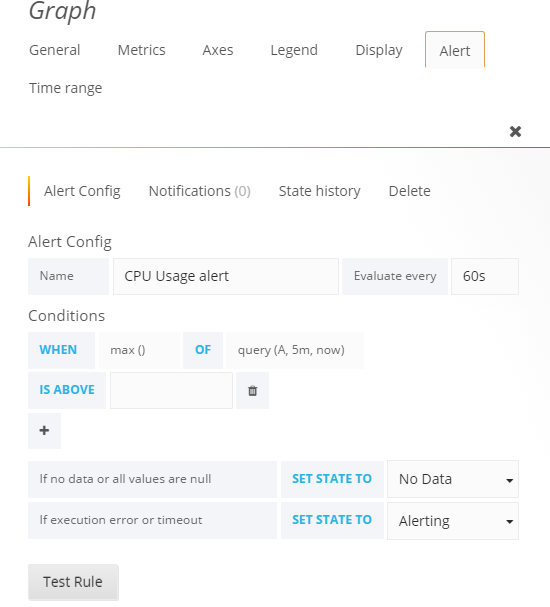 Graph
General Metrics Axes Legend Display Alert
Time range
Alert Config Notifications (0) State history Delete
Alert Config
Name CPU Usage alert Evaluate every 60s
Conditions
WHEN max () OF query (A, 5m, now)
IS ABOVE
If no data or all values are null SET STATE TO No Data
If execution error or timeout SET STATE TO Alerting
Test Rule